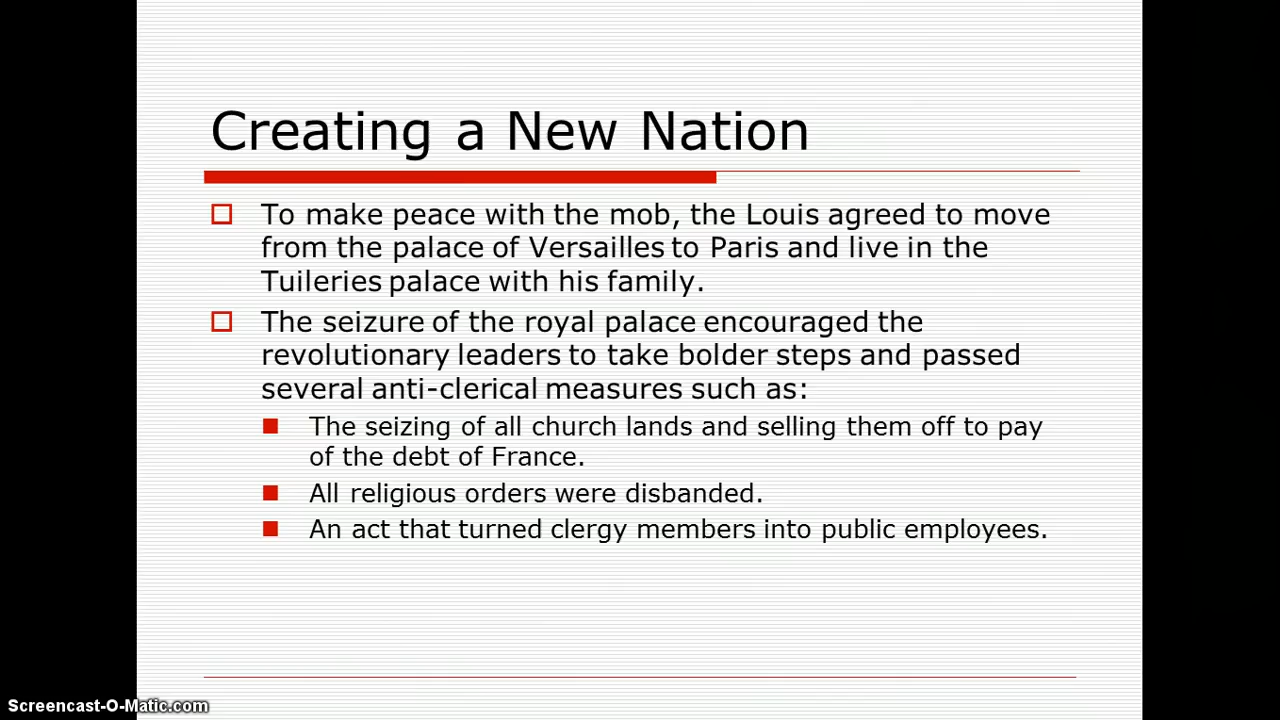 Creating a New Nation
To make peace with the mob, the Louis agreed to move
from the palace of Versailles to Paris and live in the
Tuileries palace with his family.
The seizure of the royal palace encouraged the
revolutionary leaders to take bolder steps and passed
several anti-clerical measures such as:
The seizing of all church lands and selling them off to pay
of the debt of France.
All religious orders were disbanded.
An act that turned clergy members into public employees.
Screencast-O-Matic.com